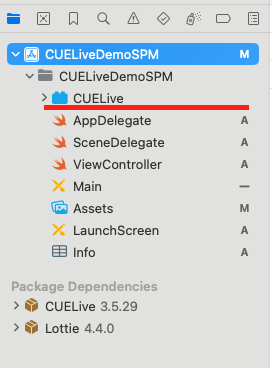 CUELiveDemoSPM M
CUELiveDemoSPM
CUELive
AppDelegate A
SceneDelegate A
ViewController A
Main —
Assets M
LaunchScreen A
Info A
Package Dependencies
CUELive 3.5.29
Lottie 4.4.0